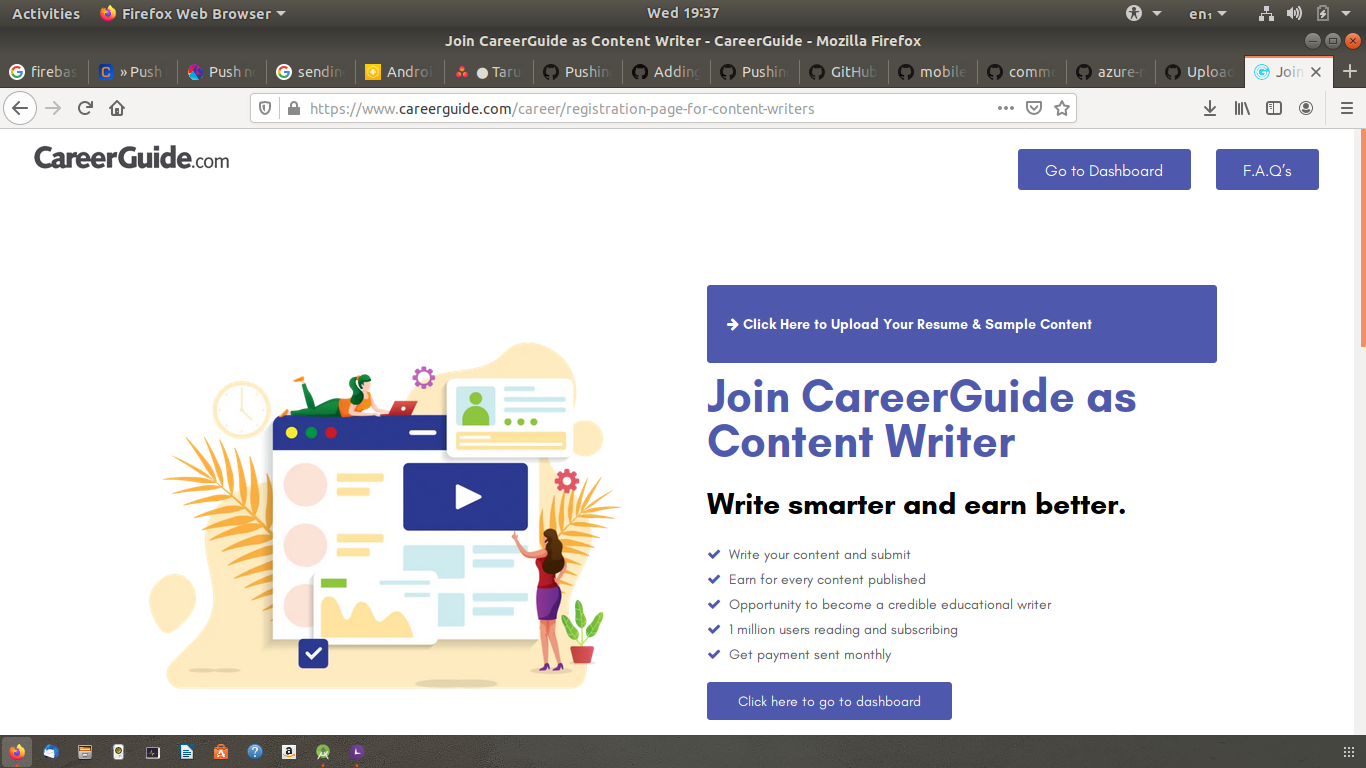 Activities Firefox Web Browser Wed 19:37 en₁
Join CareerGuide as Content Writer - CareerGuide - Mozilla Firefox
firebas » Push Push no sendin Androi Taru Pushin Adding Pushin GitHub mobile commo azure-r Upload Join
https://www.careerguide.com/career/registration-page-for-content-writers
CareerGuide.com
Go to Dashboard
F.A.Q's
Click Here to Upload Your Resume & Sample Content
Join CareerGuide as
Content Writer
Write smarter and earn better.
Write your content and submit
Earn for every content published
Opportunity to become a credible educational writer
1 million users reading and subscribing
Get payment sent monthly
Click here to go to dashboard